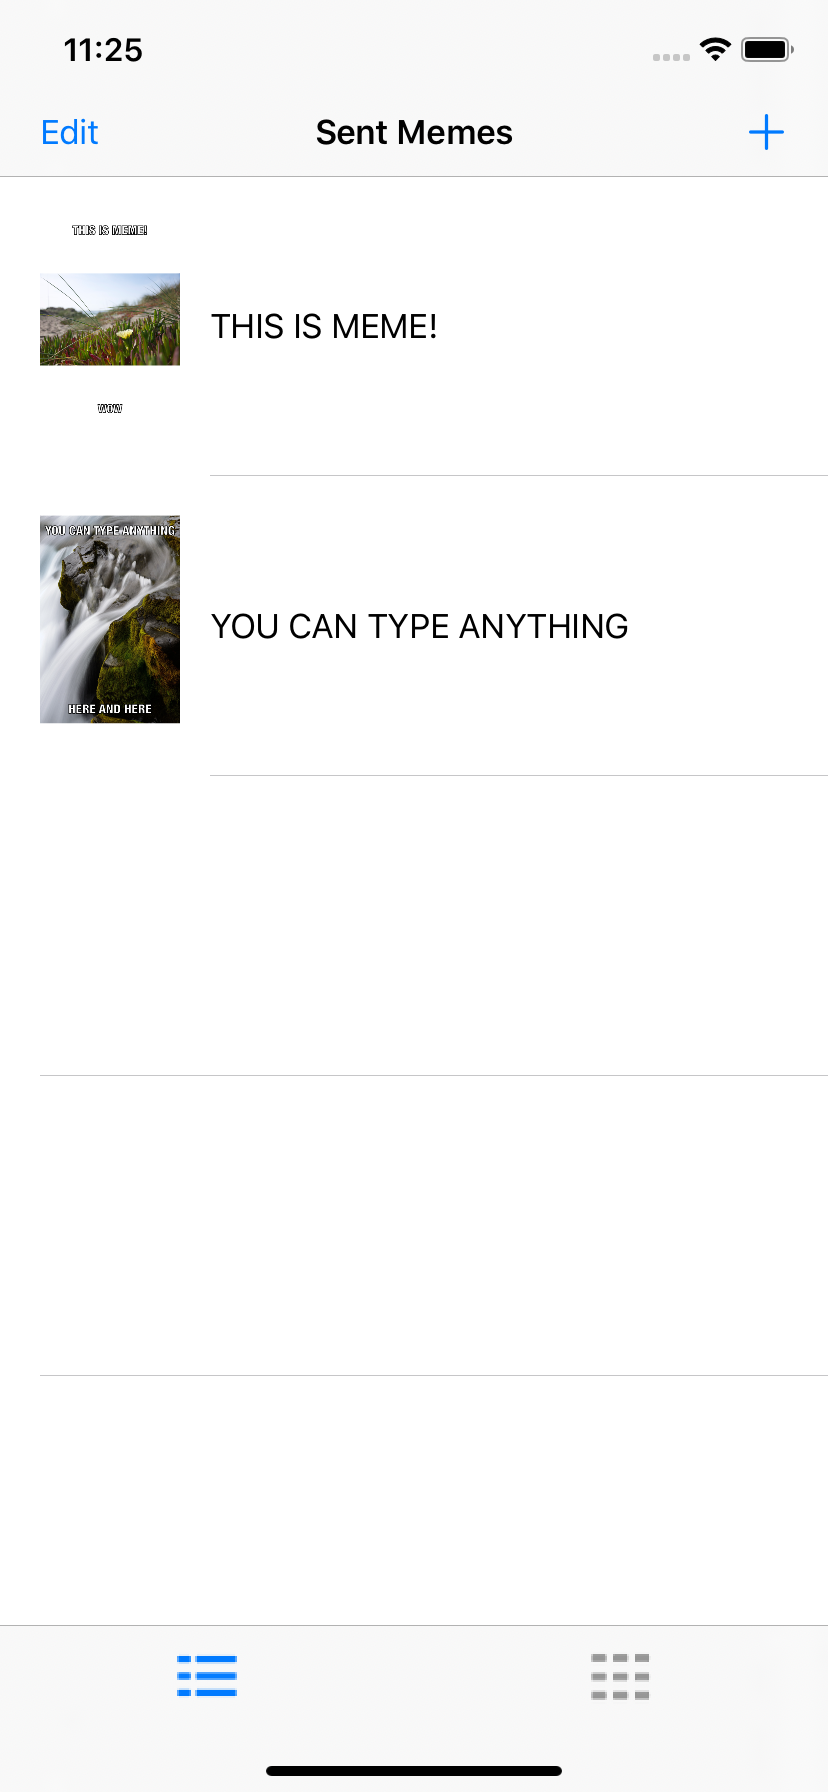 11:25
Edit
Sent Memes
THIS IS MEME!
THIS IS MEME!
WOW
YOU CAN TYPE ANYTHING
YOU CAN TYPE ANYTHING
HERE AND HERE